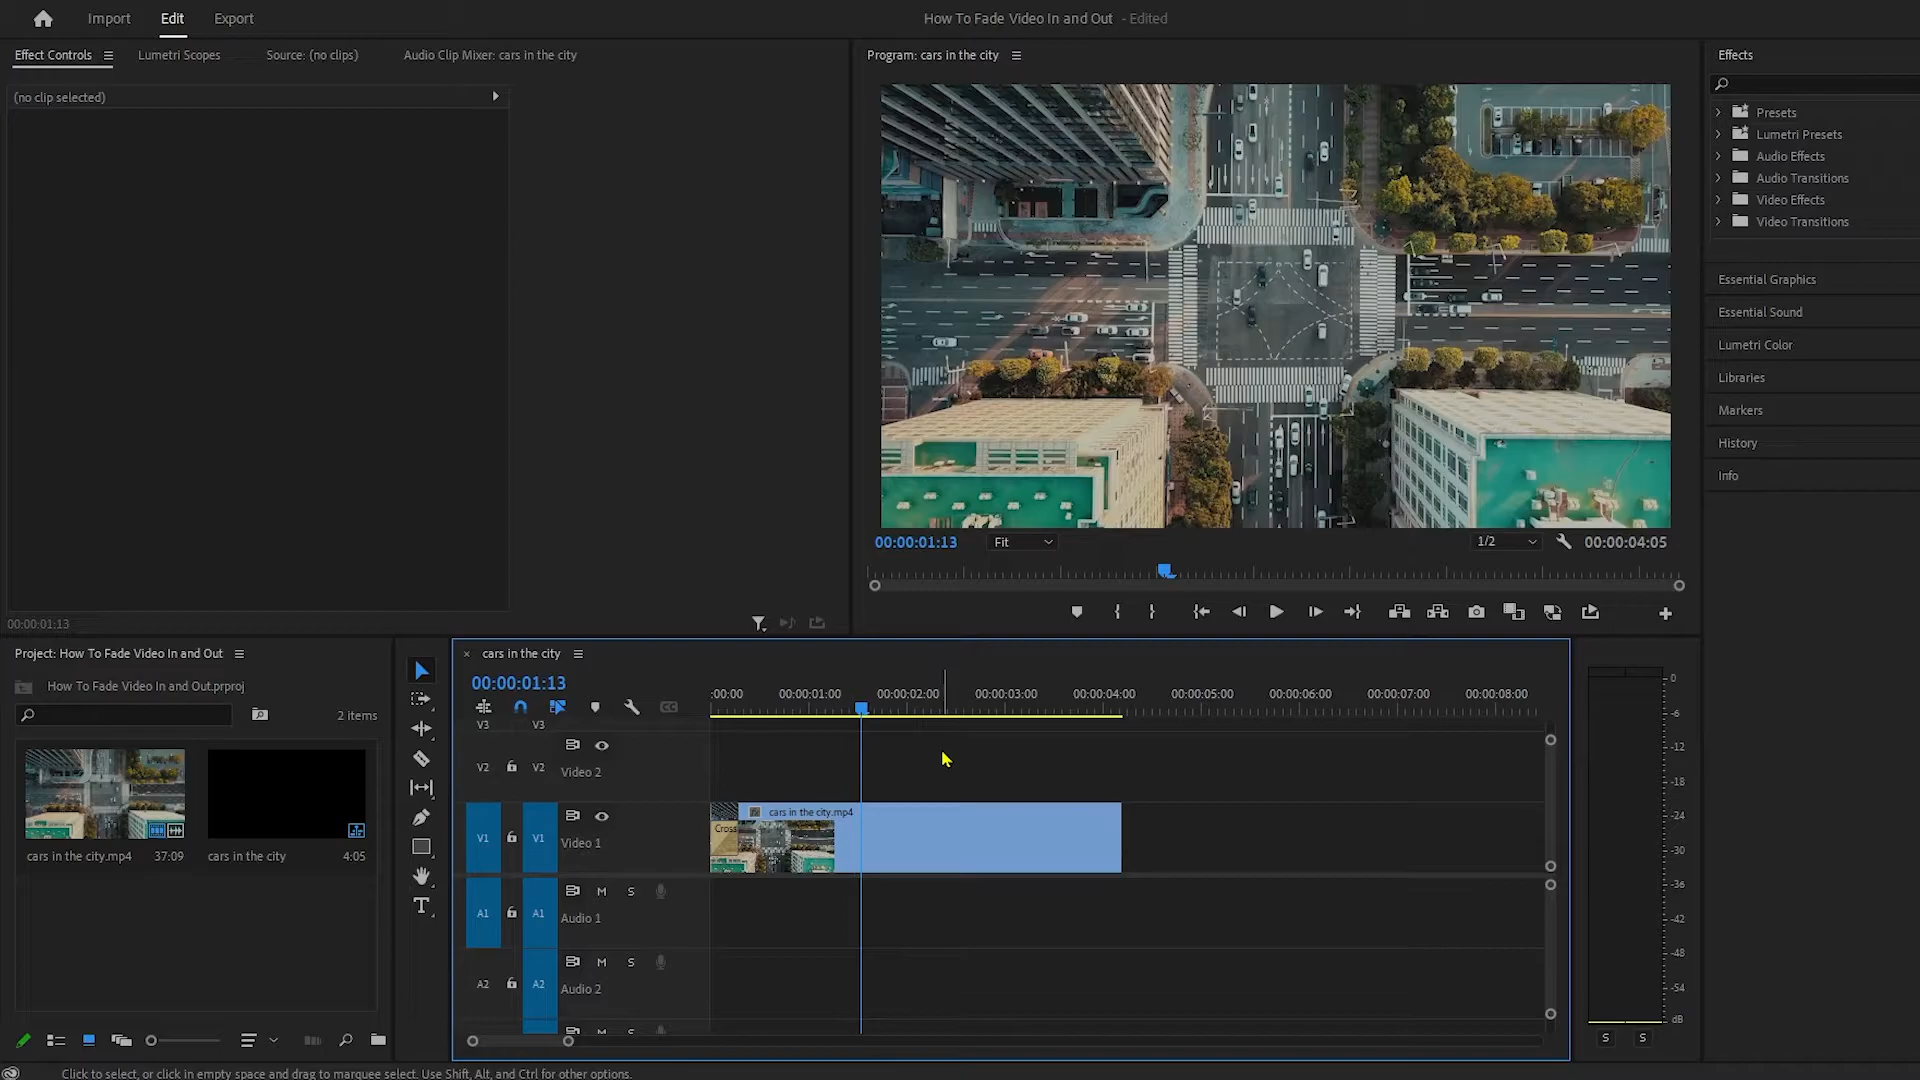 Import Edit Export How To Fade Video In and Out - Edited
Effect Controls Lumetri Scopes Source: (no clips) Audio Clip Mixer: cars in the city Program: cars in the city Effects
(no clip selected)
Presets
Lumetri Presets
Audio Effects
Audio Transitions
Video Effects
Video Transitions
Essential Graphics
Essential Sound
Lumetri Color
Libraries
Markers
History
Info
00:00:01:13 Fit 1/2 00:00:04:05
00:00:01:13
Project: How To Fade Video In and Out
How To Fade Video In and Out.prproj
2 items
cars in the city.mp4 37:09 cars in the city 4:05
cars in the city
00:00:01:13
:00:00 00:00:01:00 00:00:02:00 00:00:03:00 00:00:04:00 00:00:05:00 00:00:06:00 00:00:07:00 00:00:08:00
V3 V3
V2 V2 Video 2
V1 V1 Video 1
cars in the city.mp4
Cross
A1 A1 M S Audio 1
A2 A2 M S Audio 2
M S
0
-6
-12
-18
-24
-30
-36
-42
-48
-54
dB
S S
Click to select, or click in empty space and drag to marquee select. Use Shift, Alt, and Ctrl for other options.